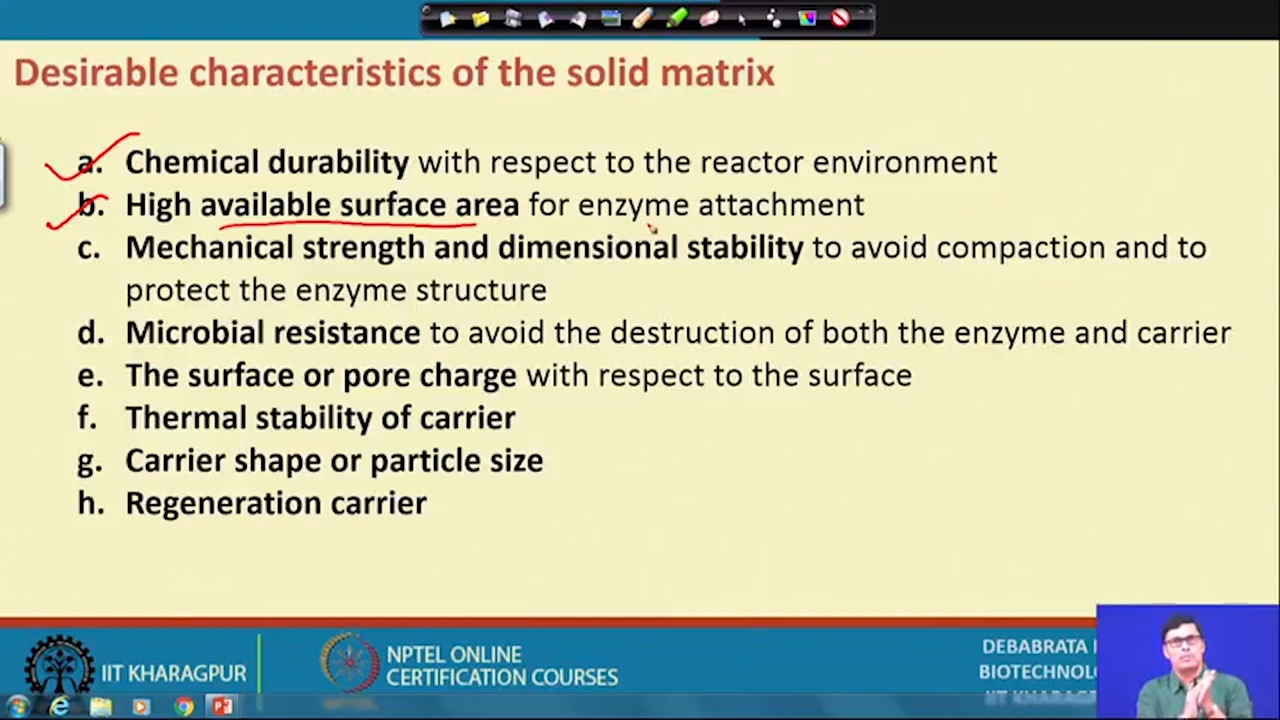 Desirable characteristics of the solid matrix
a. Chemical durability with respect to the reactor environment
b. High available surface area for enzyme attachment
c. Mechanical strength and dimensional stability to avoid compaction and to
protect the enzyme structure
d. Microbial resistance to avoid the destruction of both the enzyme and carrier
e. The surface or pore charge with respect to the surface
f. Thermal stability of carrier
g. Carrier shape or particle size
h. Regeneration carrier
IIT KHARAGPUR
NPTEL ONLINE
CERTIFICATION COURSES
DEBABRATA
BIOTECHNOLO
IIT KHARAGP